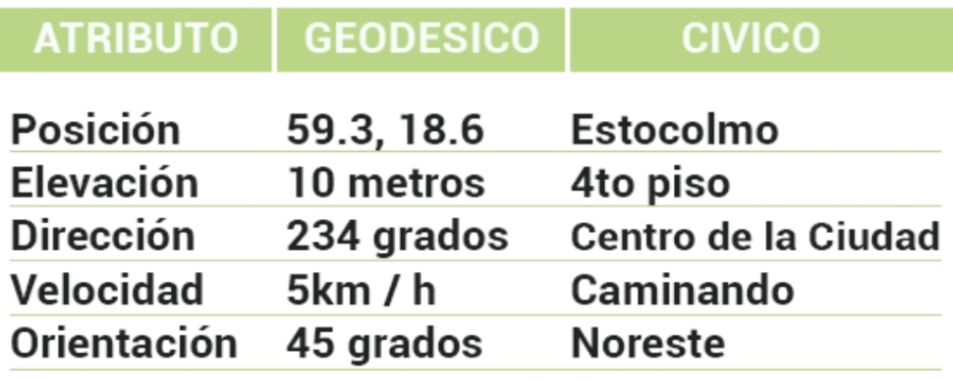 ATRIBUTO GEODESICO CIVICO
Posición 59.3, 18.6 Estocolmo
Elevación 10 metros 4to piso
Dirección 234 grados Centro de la Ciudad
Velocidad 5km / h Caminando
Orientación 45 grados Noreste